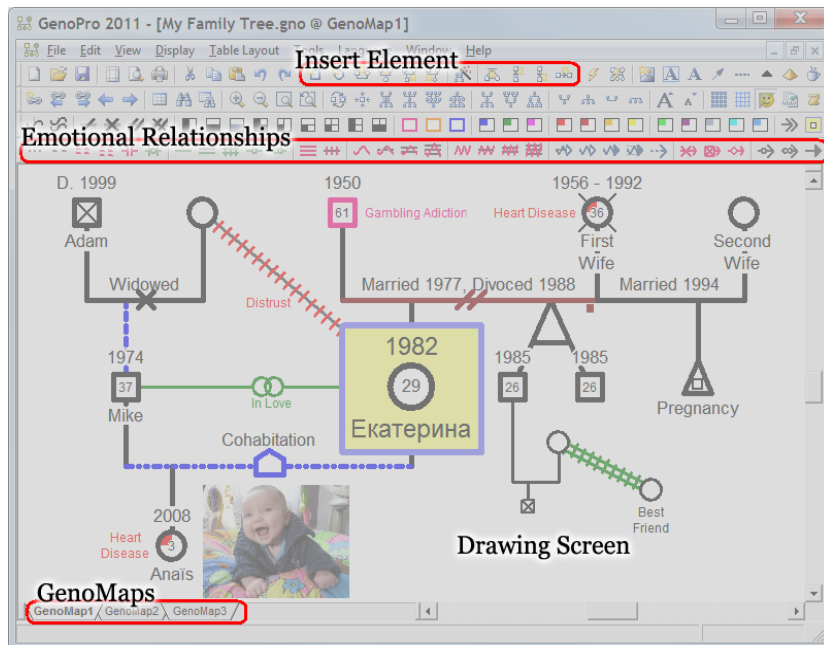 GenoPro 2011 - [My Family Tree.gno @ GenoMap1]
File Edit View Display Table Layout Tools Window Help
Insert Element
Emotional Relationships
D. 1999
1950
1956 - 1992
61
Gambling Adiction
Heart Disease
36
Adam
First
Wife
Second
Wife
Widowed
Married 1977, Divoced 1988
Married 1994
Distrust
1982
1974
1985
1985
37
29
26
26
In Love
Mike
Екатерина
Pregnancy
Cohabitation
2008
Heart
Disease
3
Best
Friend
Anaïs
Drawing Screen
GenoMaps
GenoMap1 GenoMap2 GenoMap3